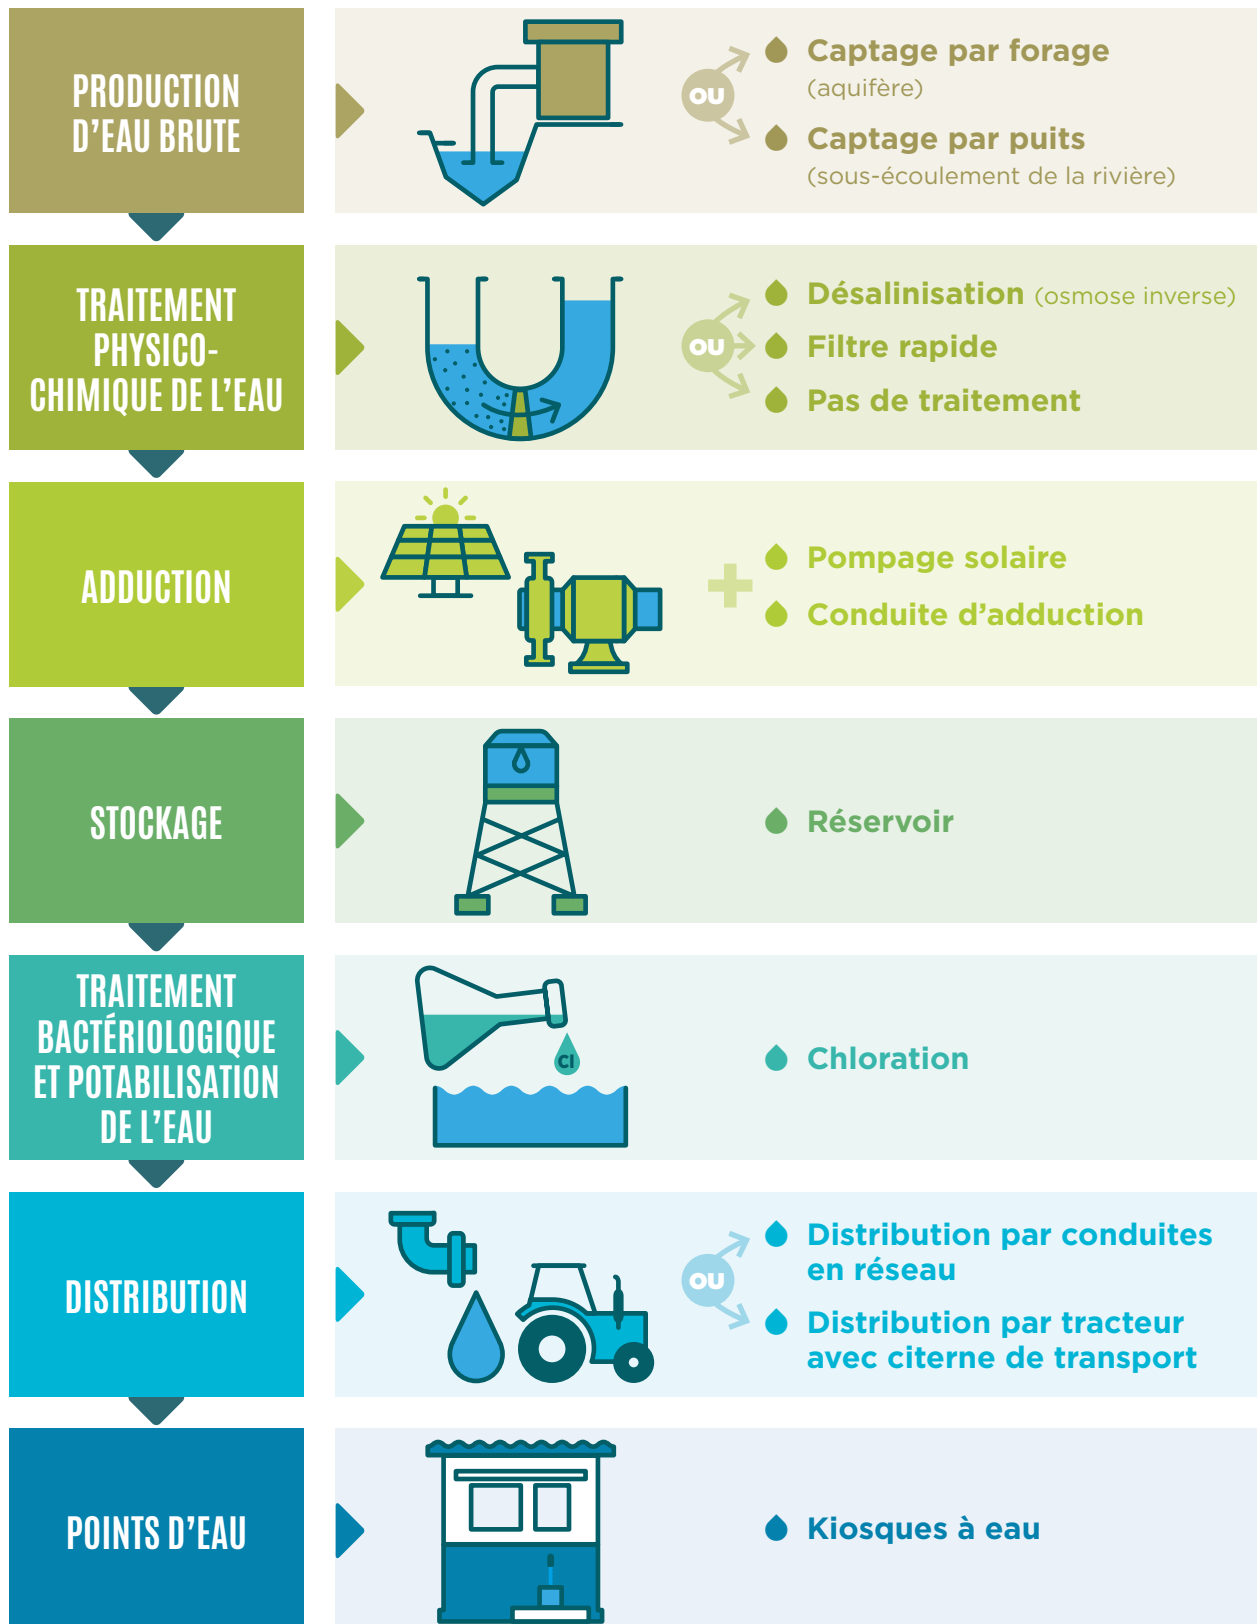 PRODUCTION
D'EAU BRUTE
OU
Captage par forage
(aquifère)
Captage par puits
(sous-écoulement de la rivière)
TRAITEMENT
PHYSICO-
CHIMIQUE DE L'EAU
OU
Désalinisation (osmose inverse)
Filtre rapide
Pas de traitement
ADDUCTION
+
Pompage solaire
Conduite d'adduction
STOCKAGE
Réservoir
TRAITEMENT
BACTÉRIOLOGIQUE
ET POTABILISATION
DE L'EAU
Cl
Chloration
DISTRIBUTION
OU
Distribution par conduites
en réseau
Distribution par tracteur
avec citerne de transport
POINTS D'EAU
Kiosques à eau